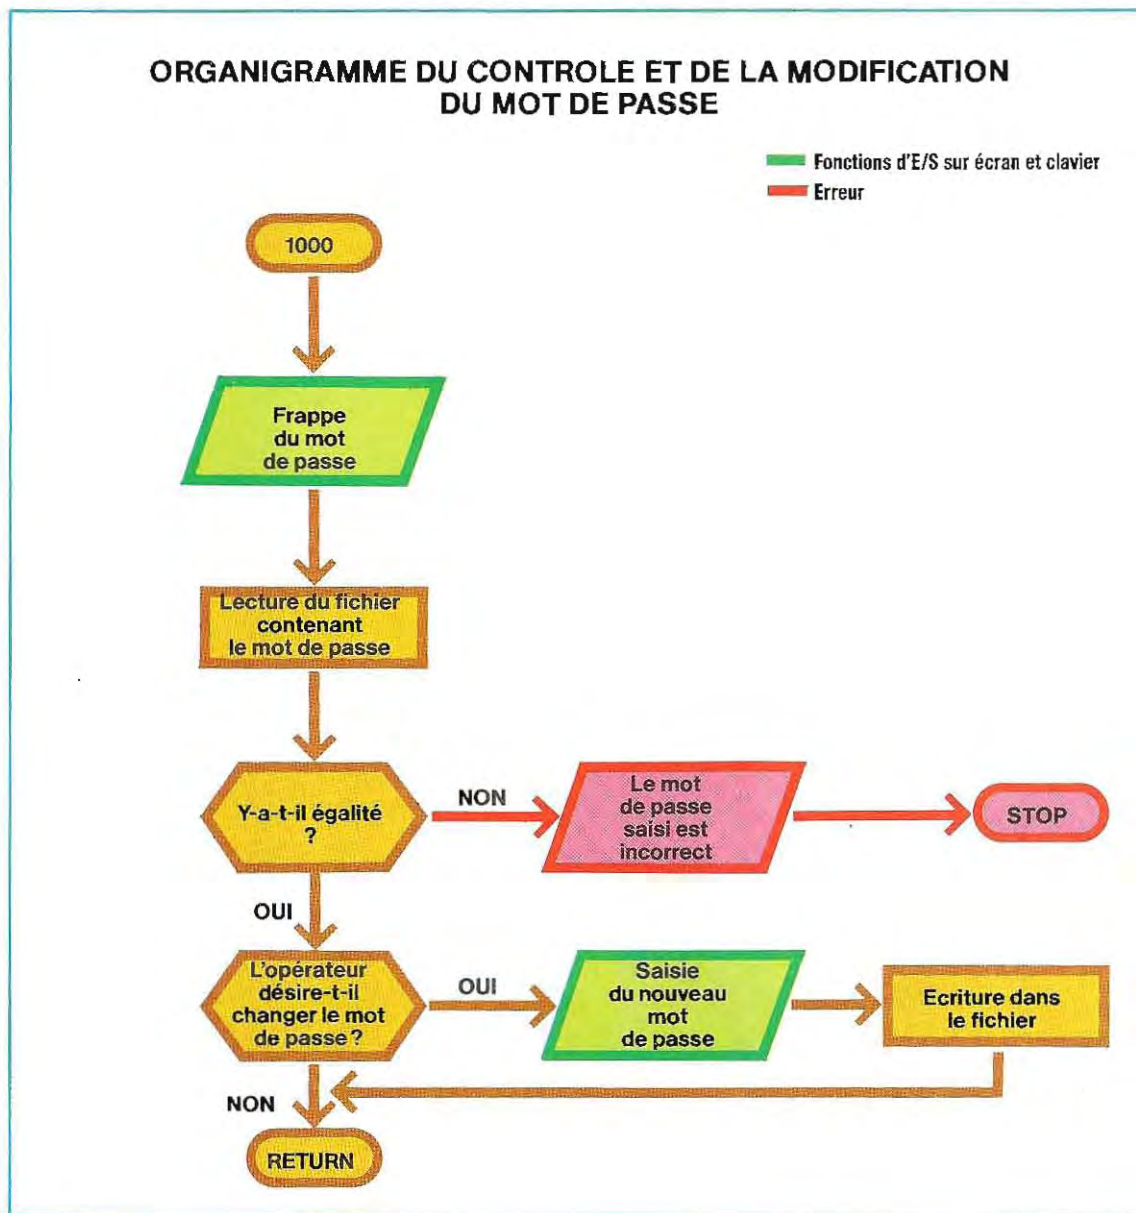 ORGANIGRAMME DU CONTROLE ET DE LA MODIFICATION
DU MOT DE PASSE
Fonctions d'E/S sur écran et clavier
Erreur
1000
Frappe
du mot
de passe
Lecture du fichier
contenant
le mot de passe
Y-a-t-il égalité
?
NON
Le mot
de passe
saisi est
incorrect
STOP
OUI
L'opérateur
désire-t-il
changer le mot
de passe ?
OUI
Saisie
du nouveau
mot
de passe
Ecriture dans
le fichier
NON
RETURN